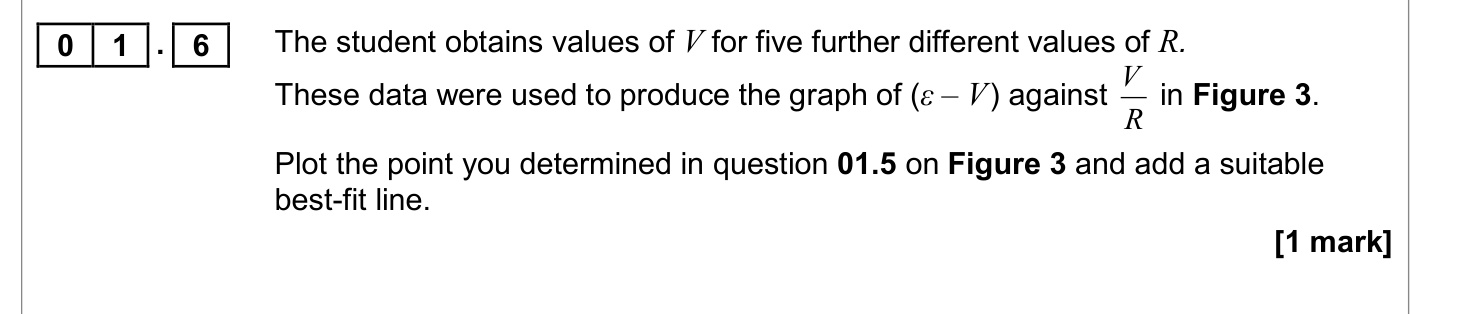 0 1 . 6 The student obtains values of V for five further different values of R.
These data were used to produce the graph of (ε – V) against V/R in Figure 3.
Plot the point you determined in question 01.5 on Figure 3 and add a suitable
best-fit line.
[1 mark]